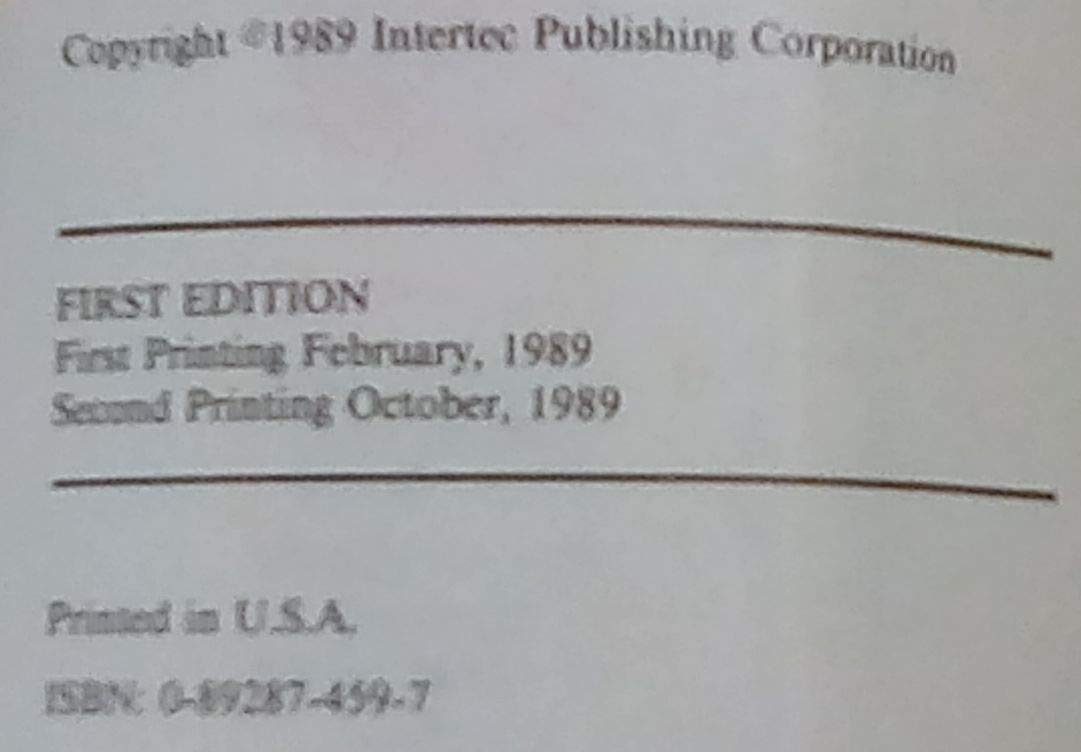 Copyright ©1989 Intertec Publishing Corporation
FIRST EDITION
First Printing February, 1989
Second Printing October, 1989
Printed in U.S.A.
ISBN: 0-89287-459-7